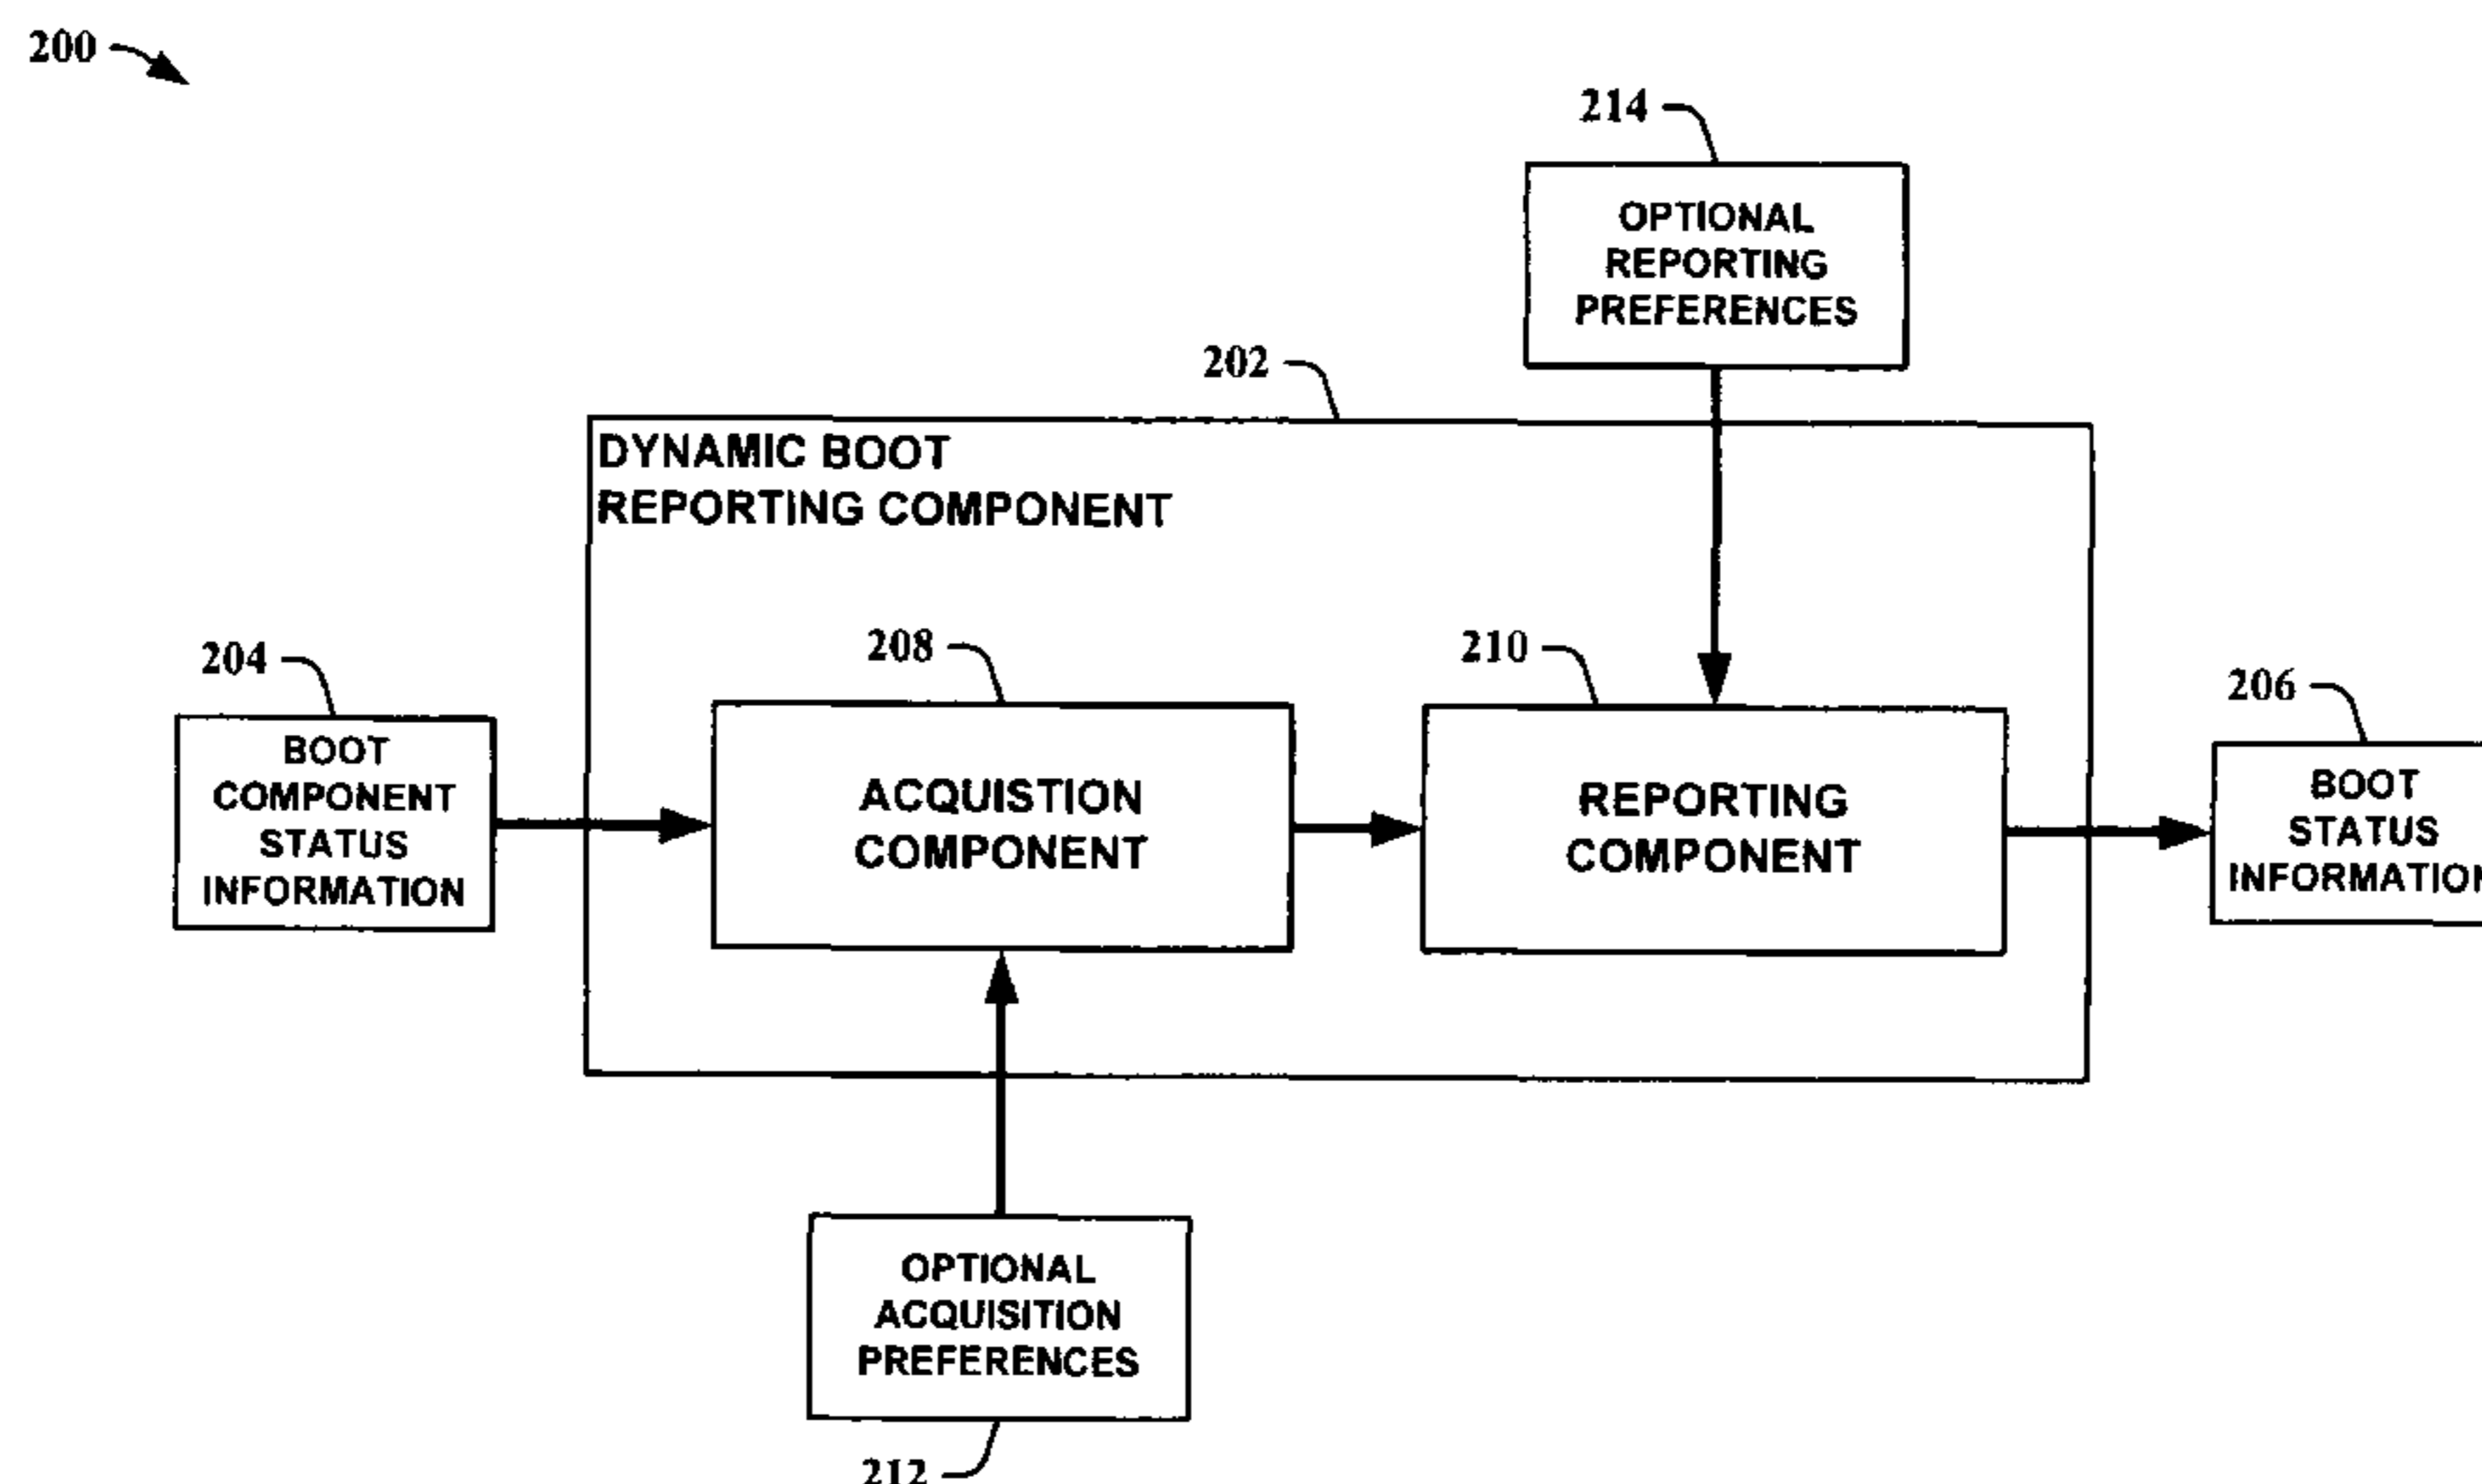 200
214
OPTIONAL
REPORTING
PREFERENCES
202
DYNAMIC BOOT
REPORTING COMPONENT
204
BOOT
COMPONENT
STATUS
INFORMATION
208
ACQUISTION
COMPONENT
210
REPORTING
COMPONENT
206
BOOT
STATUS
INFORMATION
OPTIONAL
ACQUISITION
PREFERENCES
212